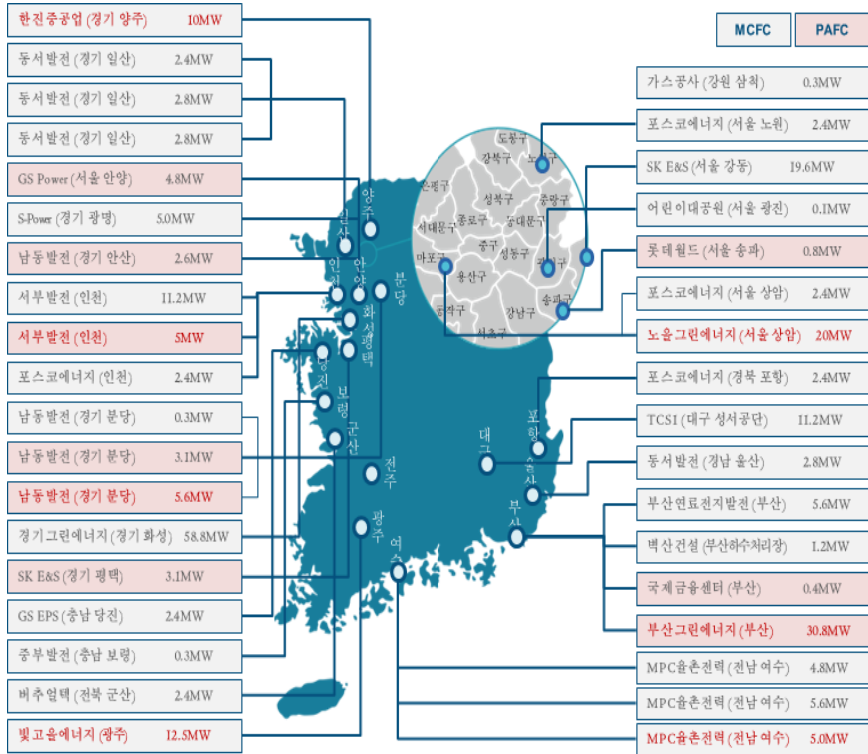 한진중공업 (경기 양주) 10MW
동서발전 (경기 일산) 2.4MW
동서발전 (경기 일산) 2.8MW
동서발전 (경기 일산) 2.8MW
GS Power (서울 안양) 4.8MW
S-Power (경기 광명) 5.0MW
남동발전 (경기 안산) 2.6MW
서부발전 (인천) 11.2MW
서부발전 (인천) 5MW
포스코에너지 (인천) 2.4MW
남동발전 (경기 분당) 0.3MW
남동발전 (경기 분당) 3.1MW
남동발전 (경기 분당) 5.6MW
경기그린에너지 (경기 화성) 58.8MW
SK E&S (경기 평택) 3.1MW
GS EPS (충남 당진) 2.4MW
중부발전 (충남 보령) 0.3MW
버추얼텍 (전북 군산) 2.4MW
빛고을에너지 (광주) 12.5MW
양주
일산
인천
안양
분당
화성
평택
당진
보령
군산
전주
광주
여수
대구
포항
울산
부산
도봉구
강북구
은평구
성북구
중랑구
서대문구
종로구
동대문구
중구
성동구
마포구
용산구
동작구
강남구
송파구
서초구
MCFC
PAFC
가스공사 (강원 삼척) 0.3MW
포스코에너지 (서울 노원) 2.4MW
SK E&S (서울 강동) 19.6MW
어린이대공원 (서울 광진) 0.1MW
롯데월드 (서울 송파) 0.8MW
포스코에너지 (서울 상암) 2.4MW
노을그린에너지 (서울 상암) 20MW
포스코에너지 (경북 포항) 2.4MW
TCS1 (대구 성서공단) 11.2MW
동서발전 (경남 울산) 2.8MW
부산연료전지발전 (부산) 5.6MW
벽산건설 (부산하수처리장) 1.2MW
국제금융센터 (부산) 0.4MW
부산그린에너지 (부산) 30.8MW
MPC율촌전력 (전남 여수) 4.8MW
MPC율촌전력 (전남 여수) 5.6MW
MPC율촌전력 (전남 여수) 5.0MW